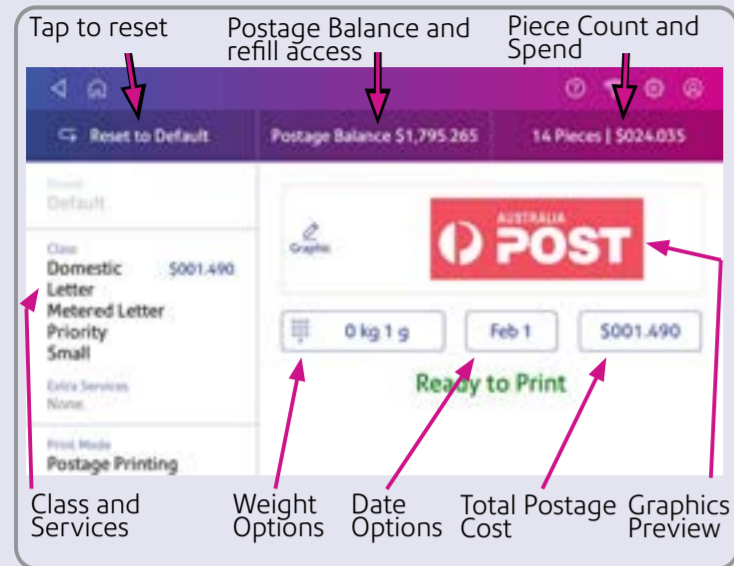 Tap to reset
Postage Balance and
refill access
Piece Count and
Spend
Reset to Default
Postage Balance $1,795.265
14 Pieces | $024.035
Default
Class
Domestic $001.490
Letter
Metered Letter
Priority
Small
Extra Services
None
Print Mode
Postage Printing
Graphic
AUSTRALIA
POST
0 kg 1 g
Feb 1
$001.490
Ready to Print
Class and
Services
Weight
Options
Date
Options
Total Postage
Cost
Graphics
Preview